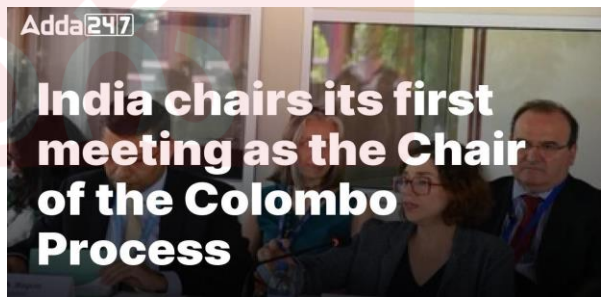 Adda247
India chairs its first
meeting as the Chair
of the Colombo
Process